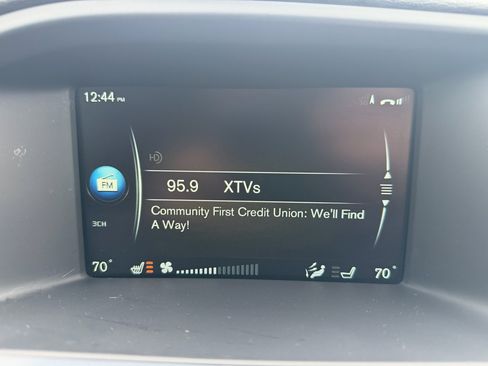 12:44 PM
A
HD
FM
95.9 XTVs
3CH
Community First Credit Union: We'll Find
A Way!
70°
70°